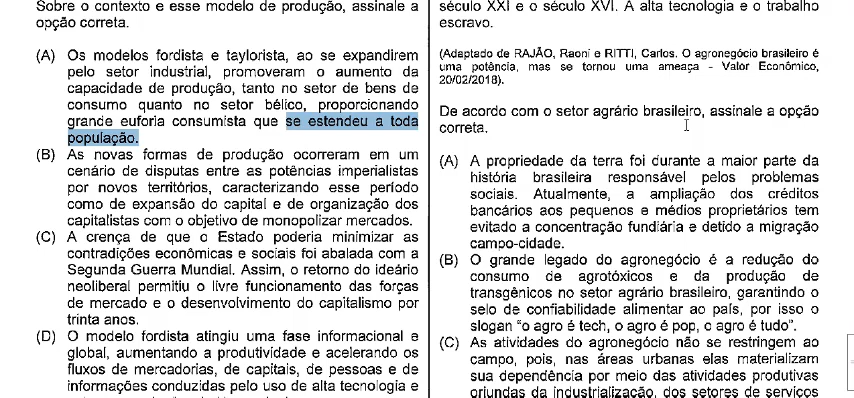 Sobre o contexto e esse modelo de produção, assinale a
opção correta.
(A) Os modelos fordista e taylorista, ao se expandirem
pelo setor industrial, promoveram o aumento da
capacidade de produção, tanto no setor de bens de
consumo quanto no setor bélico, proporcionando
grande euforia consumista que se estendeu a toda
população.
(B) As novas formas de produção ocorreram em um
cenário de disputas entre as potências imperialistas
por novos territórios, caracterizando esse período
como de expansão do capital e de organização dos
capitalistas com o objetivo de monopolizar mercados.
(C) A crença de que o Estado poderia minimizar as
contradições econômicas e sociais foi abalada com a
Segunda Guerra Mundial. Assim, o retorno do ideário
neoliberal permitiu o livre funcionamento das forças
de mercado e o desenvolvimento do capitalismo por
trinta anos.
(D) O modelo fordista atingiu uma fase informacional e
global, aumentando a produtividade e acelerando os
fluxos de mercadorias, de capitais, de pessoas e de
informações conduzidas pelo uso de alta tecnologia e
século XXI e o século XVI. A alta tecnologia e o trabalho
escravo.
(Adaptado de RAJÃO, Raoni e RITTI, Carlos. O agronegócio brasileiro é
uma potência, mas se tornou uma ameaça - Valor Econômico,
20/02/2018).
De acordo com o setor agrário brasileiro, assinale a opção
correta.
(A) A propriedade da terra foi durante a maior parte da
história brasileira responsável pelos problemas
sociais. Atualmente, a ampliação dos créditos
bancários aos pequenos e médios proprietários tem
evitado a concentração fundiária e detido a migração
campo-cidade.
(B) O grande legado do agronegócio é a redução do
consumo de agrotóxicos e da produção de
transgênicos no setor agrário brasileiro, garantindo o
selo de confiabilidade alimentar ao país, por isso o
slogan "o agro é tech, o agro é pop, o agro é tudo".
(C) As atividades do agronegócio não se restringem ao
campo, pois, nas áreas urbanas elas materializam
sua dependência por meio das atividades produtivas
oriundas da industrialização, dos setores de serviços